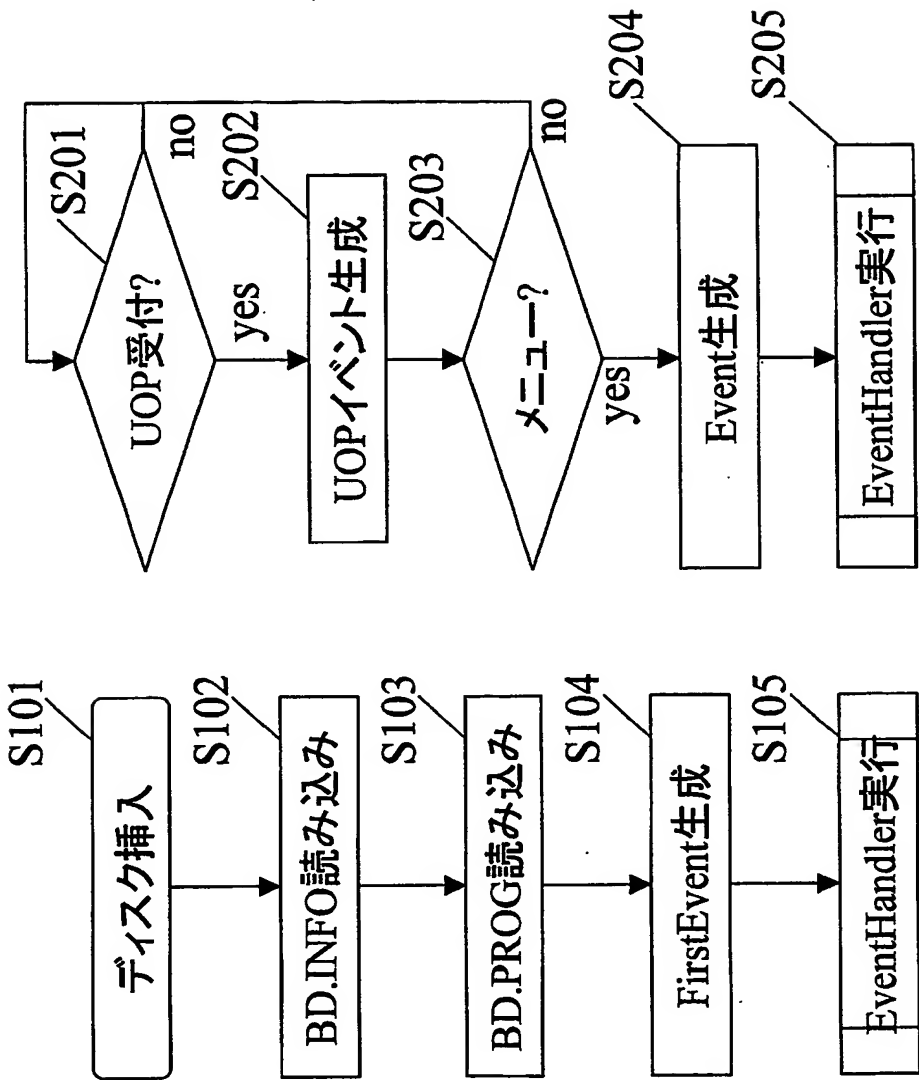 S101
ディスク挿入
S102
BD.INFO読み込み
S103
BD.PROG読み込み
S104
FirstEvent生成
S105
EventHandler実行
S201
UOP受付?
no
yes
S202
UOPイベント生成
S203
メニュー?
no
yes
S204
Event生成
S205
EventHandler実行